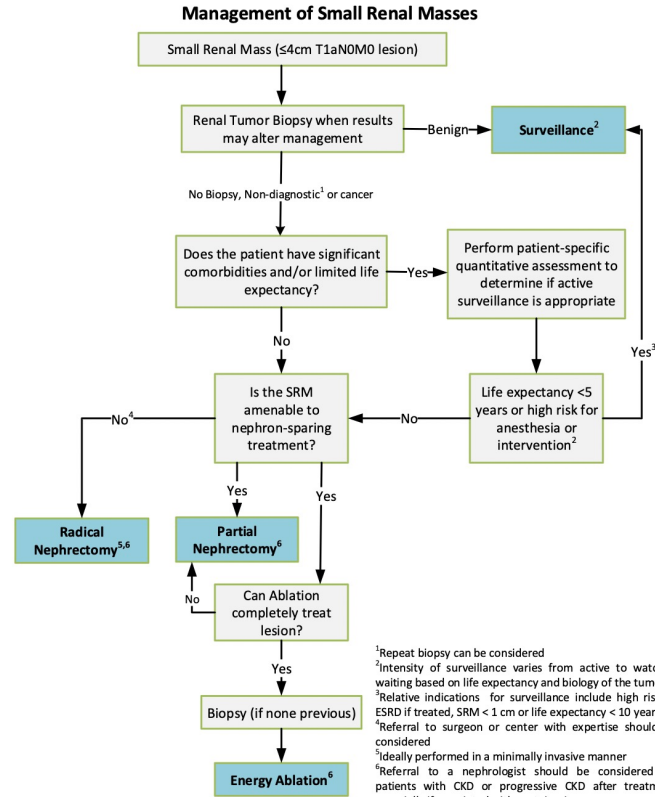 Management of Small Renal Masses
Small Renal Mass (≤4cm T1aN0M0 lesion)
Renal Tumor Biopsy when results
may alter management
Benign
Surveillance²
No Biopsy, Non-diagnostic¹ or cancer
Does the patient have significant
comorbidities and/or limited life
expectancy?
Yes
Perform patient-specific
quantitative assessment to
determine if active
surveillance is appropriate
No
Yes³
Is the SRM
amenable to
nephron-sparing
treatment?
No
Life expectancy <5
years or high risk for
anesthesia or
intervention²
No⁴
Yes
Yes
Radical
Nephrectomy⁵,⁶
Partial
Nephrectomy⁶
No
Can Ablation
completely treat
lesion?
Yes
Biopsy (if none previous)
Energy Ablation⁶
¹Repeat biopsy can be considered
²Intensity of surveillance varies from active to
waiting based on life expectancy and biology of the
³Relative indications for surveillance include high
ESRD if treated, SRM < 1 cm or life expectancy < 10
⁴Referral to surgeon or center with expertise
considered
⁵Ideally performed in a minimally invasive manner
⁶Referral to a nephrologist should be considered
patients with CKD or progressive CKD after